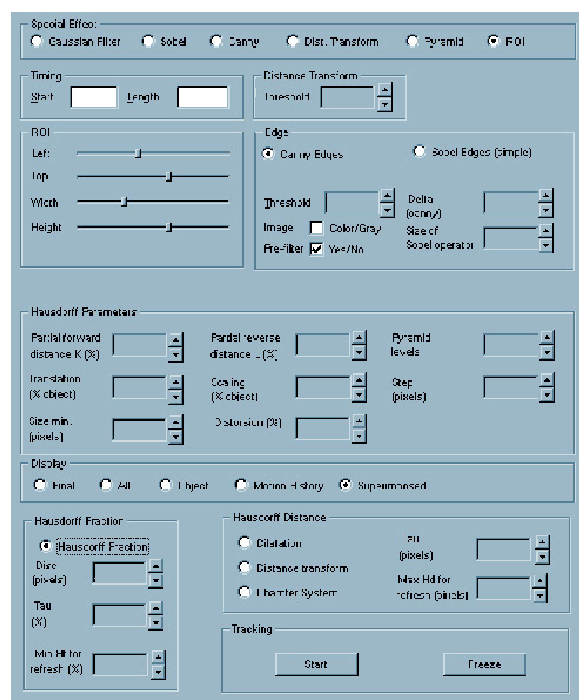 Special Effect
Gaussian Filter Sobel Canny Dist. Transform Pyramid ROI
Timing
Start Length
Distance Transform
Threshold
ROI
Left
Top
Width
Height
Edge
Canny Edges Sobel Edges (simple)
Threshold
Delta
(canny)
Image Color/Gray
Size of
Sobel operator
Pre-filter Yes/No
Hausdorff Parameters
Partial forward
distance K (%)
Partial reverse
distance L (%)
Pyramid
levels
Translation
(% object)
Scaling
(% object)
Step
(pixels)
Size min.
(pixels)
Distorsion (%)
Display
Final All Object Motion History Superimposed
Hausdorff Fraction
Hausdorff Fraction
Disc
(pixels)
Tau
(%)
Min Hf for
refresh (%)
Hausdorff Distance
Dilatation
Distance transform
Chamfer System
Tau
(pixels)
Max Hd for
refresh (pixels)
Tracking
Start Freeze